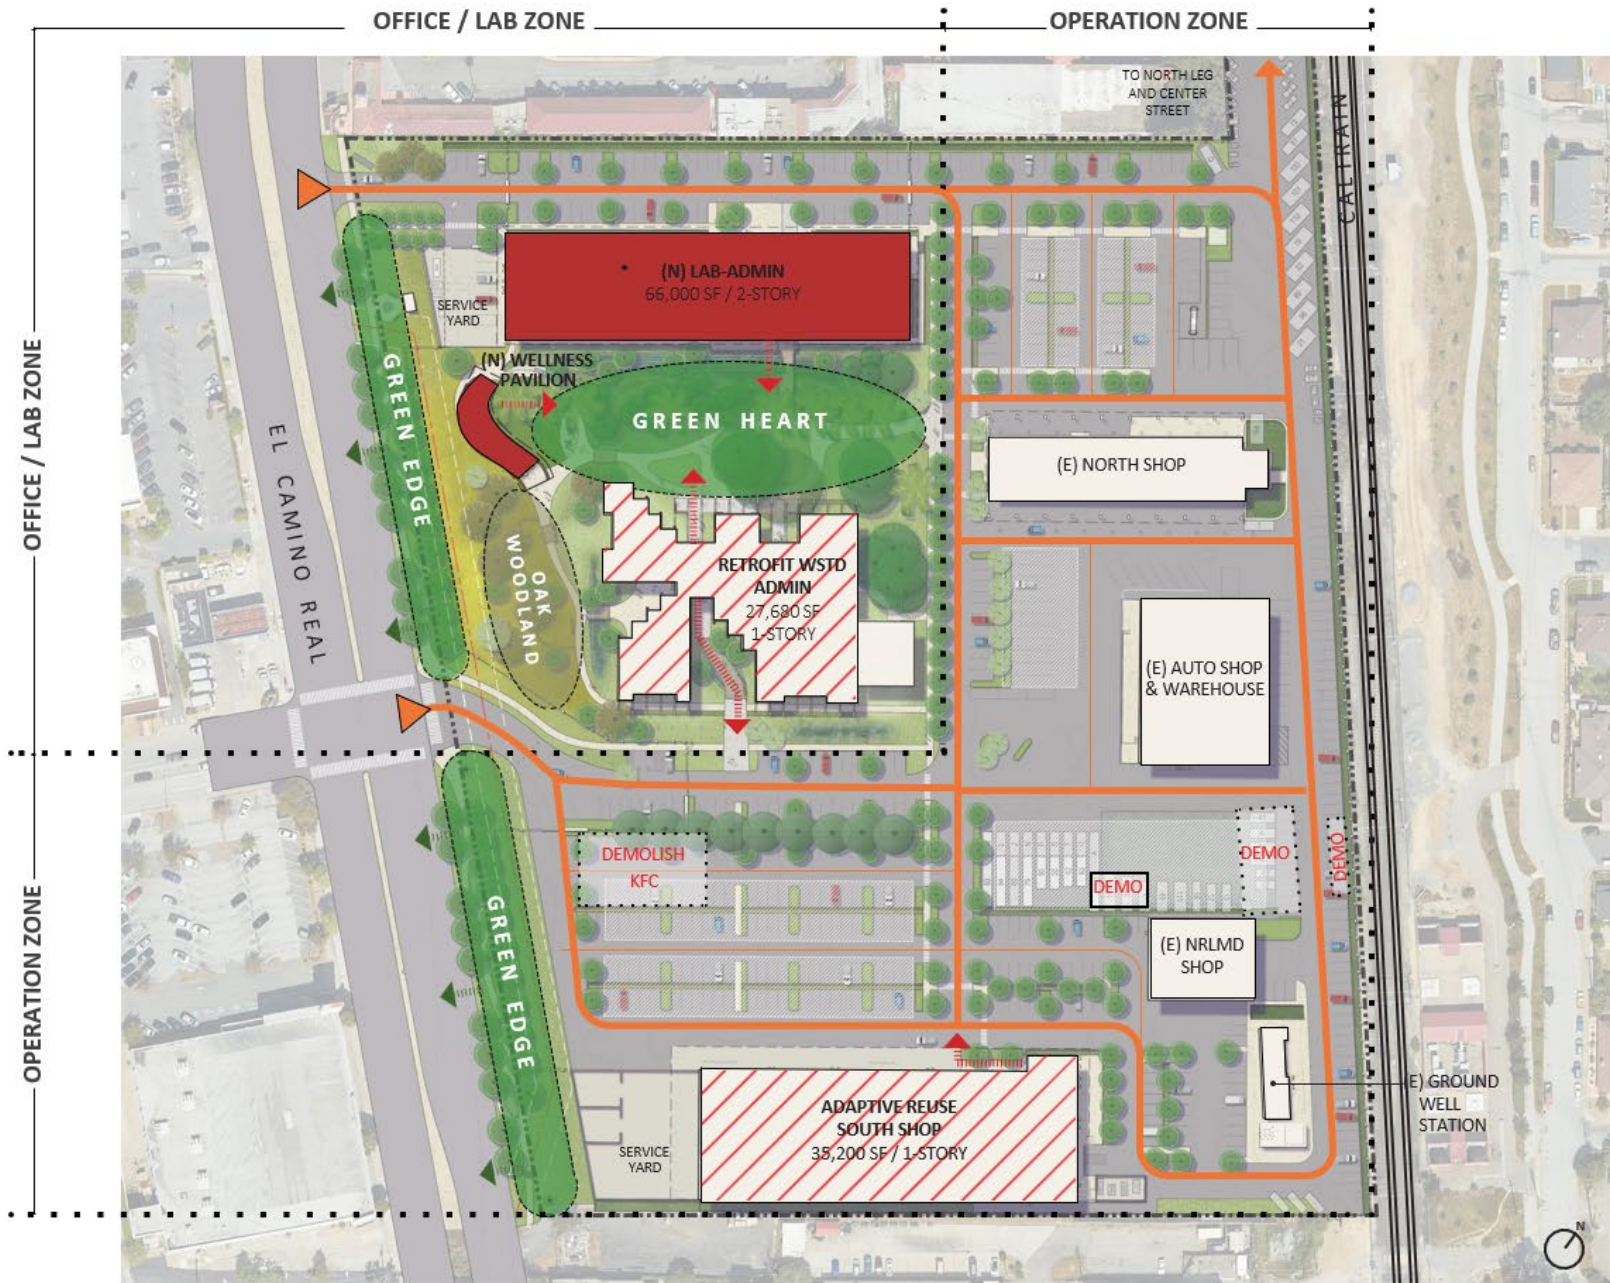 OFFICE / LAB ZONE
OPERATION ZONE
TO NORTH LEG
AND CENTER
STREET
CALTRAIN
OFFICE / LAB ZONE
(N) LAB-ADMIN
66,000 SF / 2-STORY
SERVICE
YARD
(N) WELLNESS
PAVILION
GREEN EDGE
GREEN HEART
EL CAMINO REAL
(E) NORTH SHOP
OAK
WOODLAND
RETROFIT WSTD
ADMIN
27,680 SF
1-STORY
(E) AUTO SHOP
& WAREHOUSE
OPERATION ZONE
DEMOLISH
KFC
DEMO
DEMO
DEMO
GREEN EDGE
(E) NRLMD
SHOP
(E) GROUND
WELL
STATION
ADAPTIVE REUSE
SOUTH SHOP
35,200 SF / 1-STORY
SERVICE
YARD
N